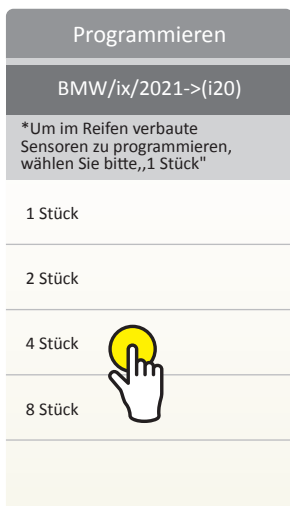 Programmieren
BMW/ix/2021->(i20)
*Um im Reifen verbaute
Sensoren zu programmieren,
wählen Sie bitte,,1 Stück"
1 Stück
2 Stück
4 Stück
8 Stück